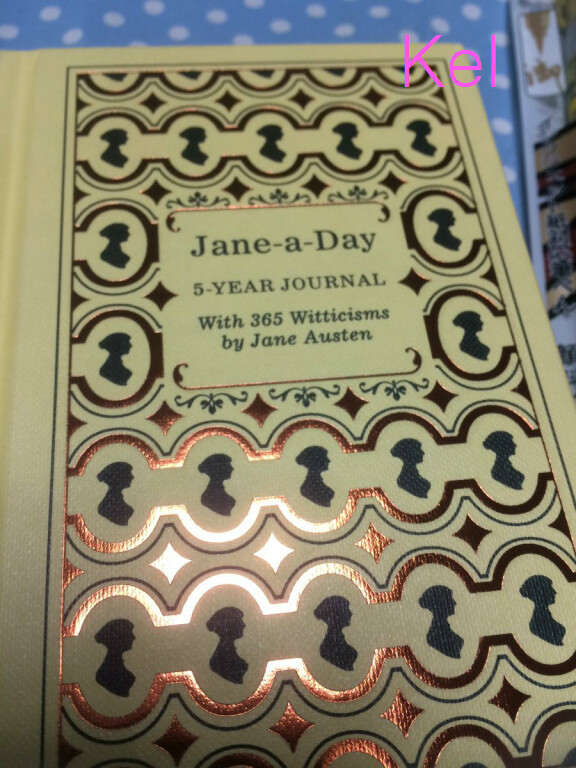 Kel
Jane-a-Day
5-YEAR JOURNAL
With 365 Witticisms
by Jane Austen